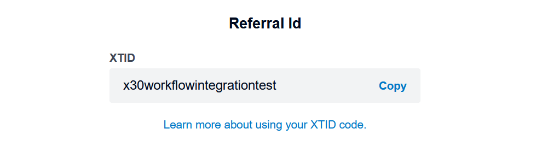 Referral Id
XTID
x30workflowintegrationtest
Copy
Learn more about using your XTID code.